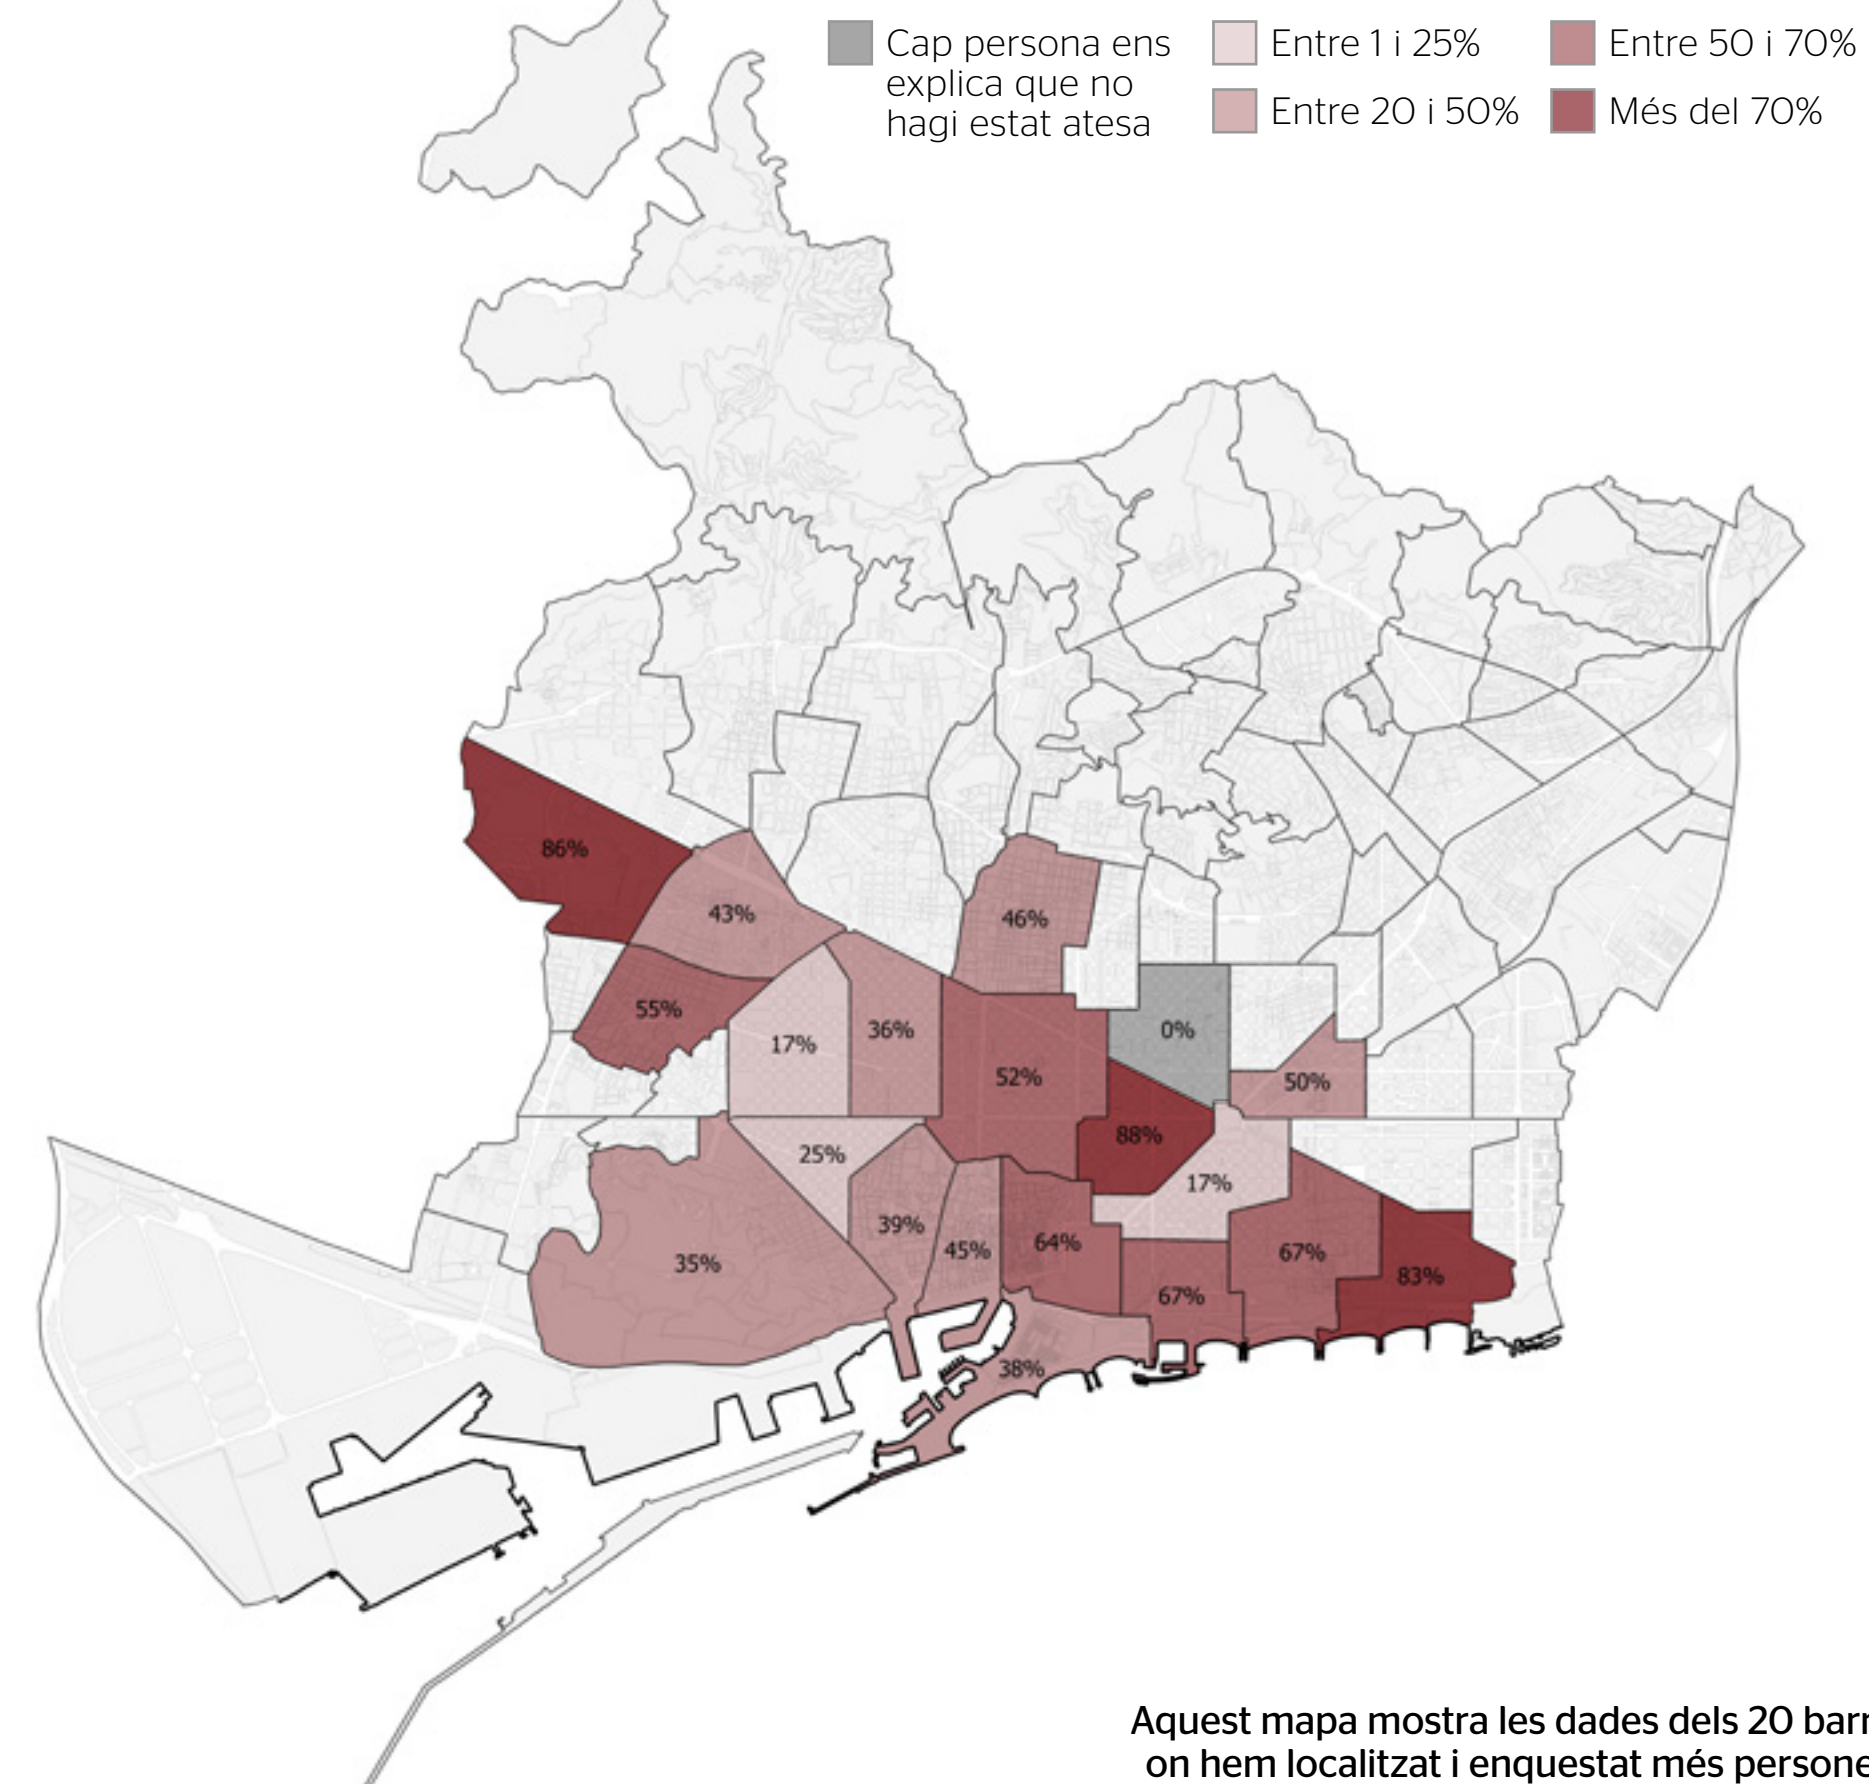 Cap persona ens
explica que no
hagi estat atesa
Entre 1 i 25%
Entre 20 i 50%
Entre 50 i 70%
Més del 70%
86%
43%
46%
55%
17%
36%
0%
52%
50%
88%
25%
17%
39%
45%
64%
67%
35%
83%
67%
38%
Aquest mapa mostra les dades dels 20
on hem localitzat i enquestat més